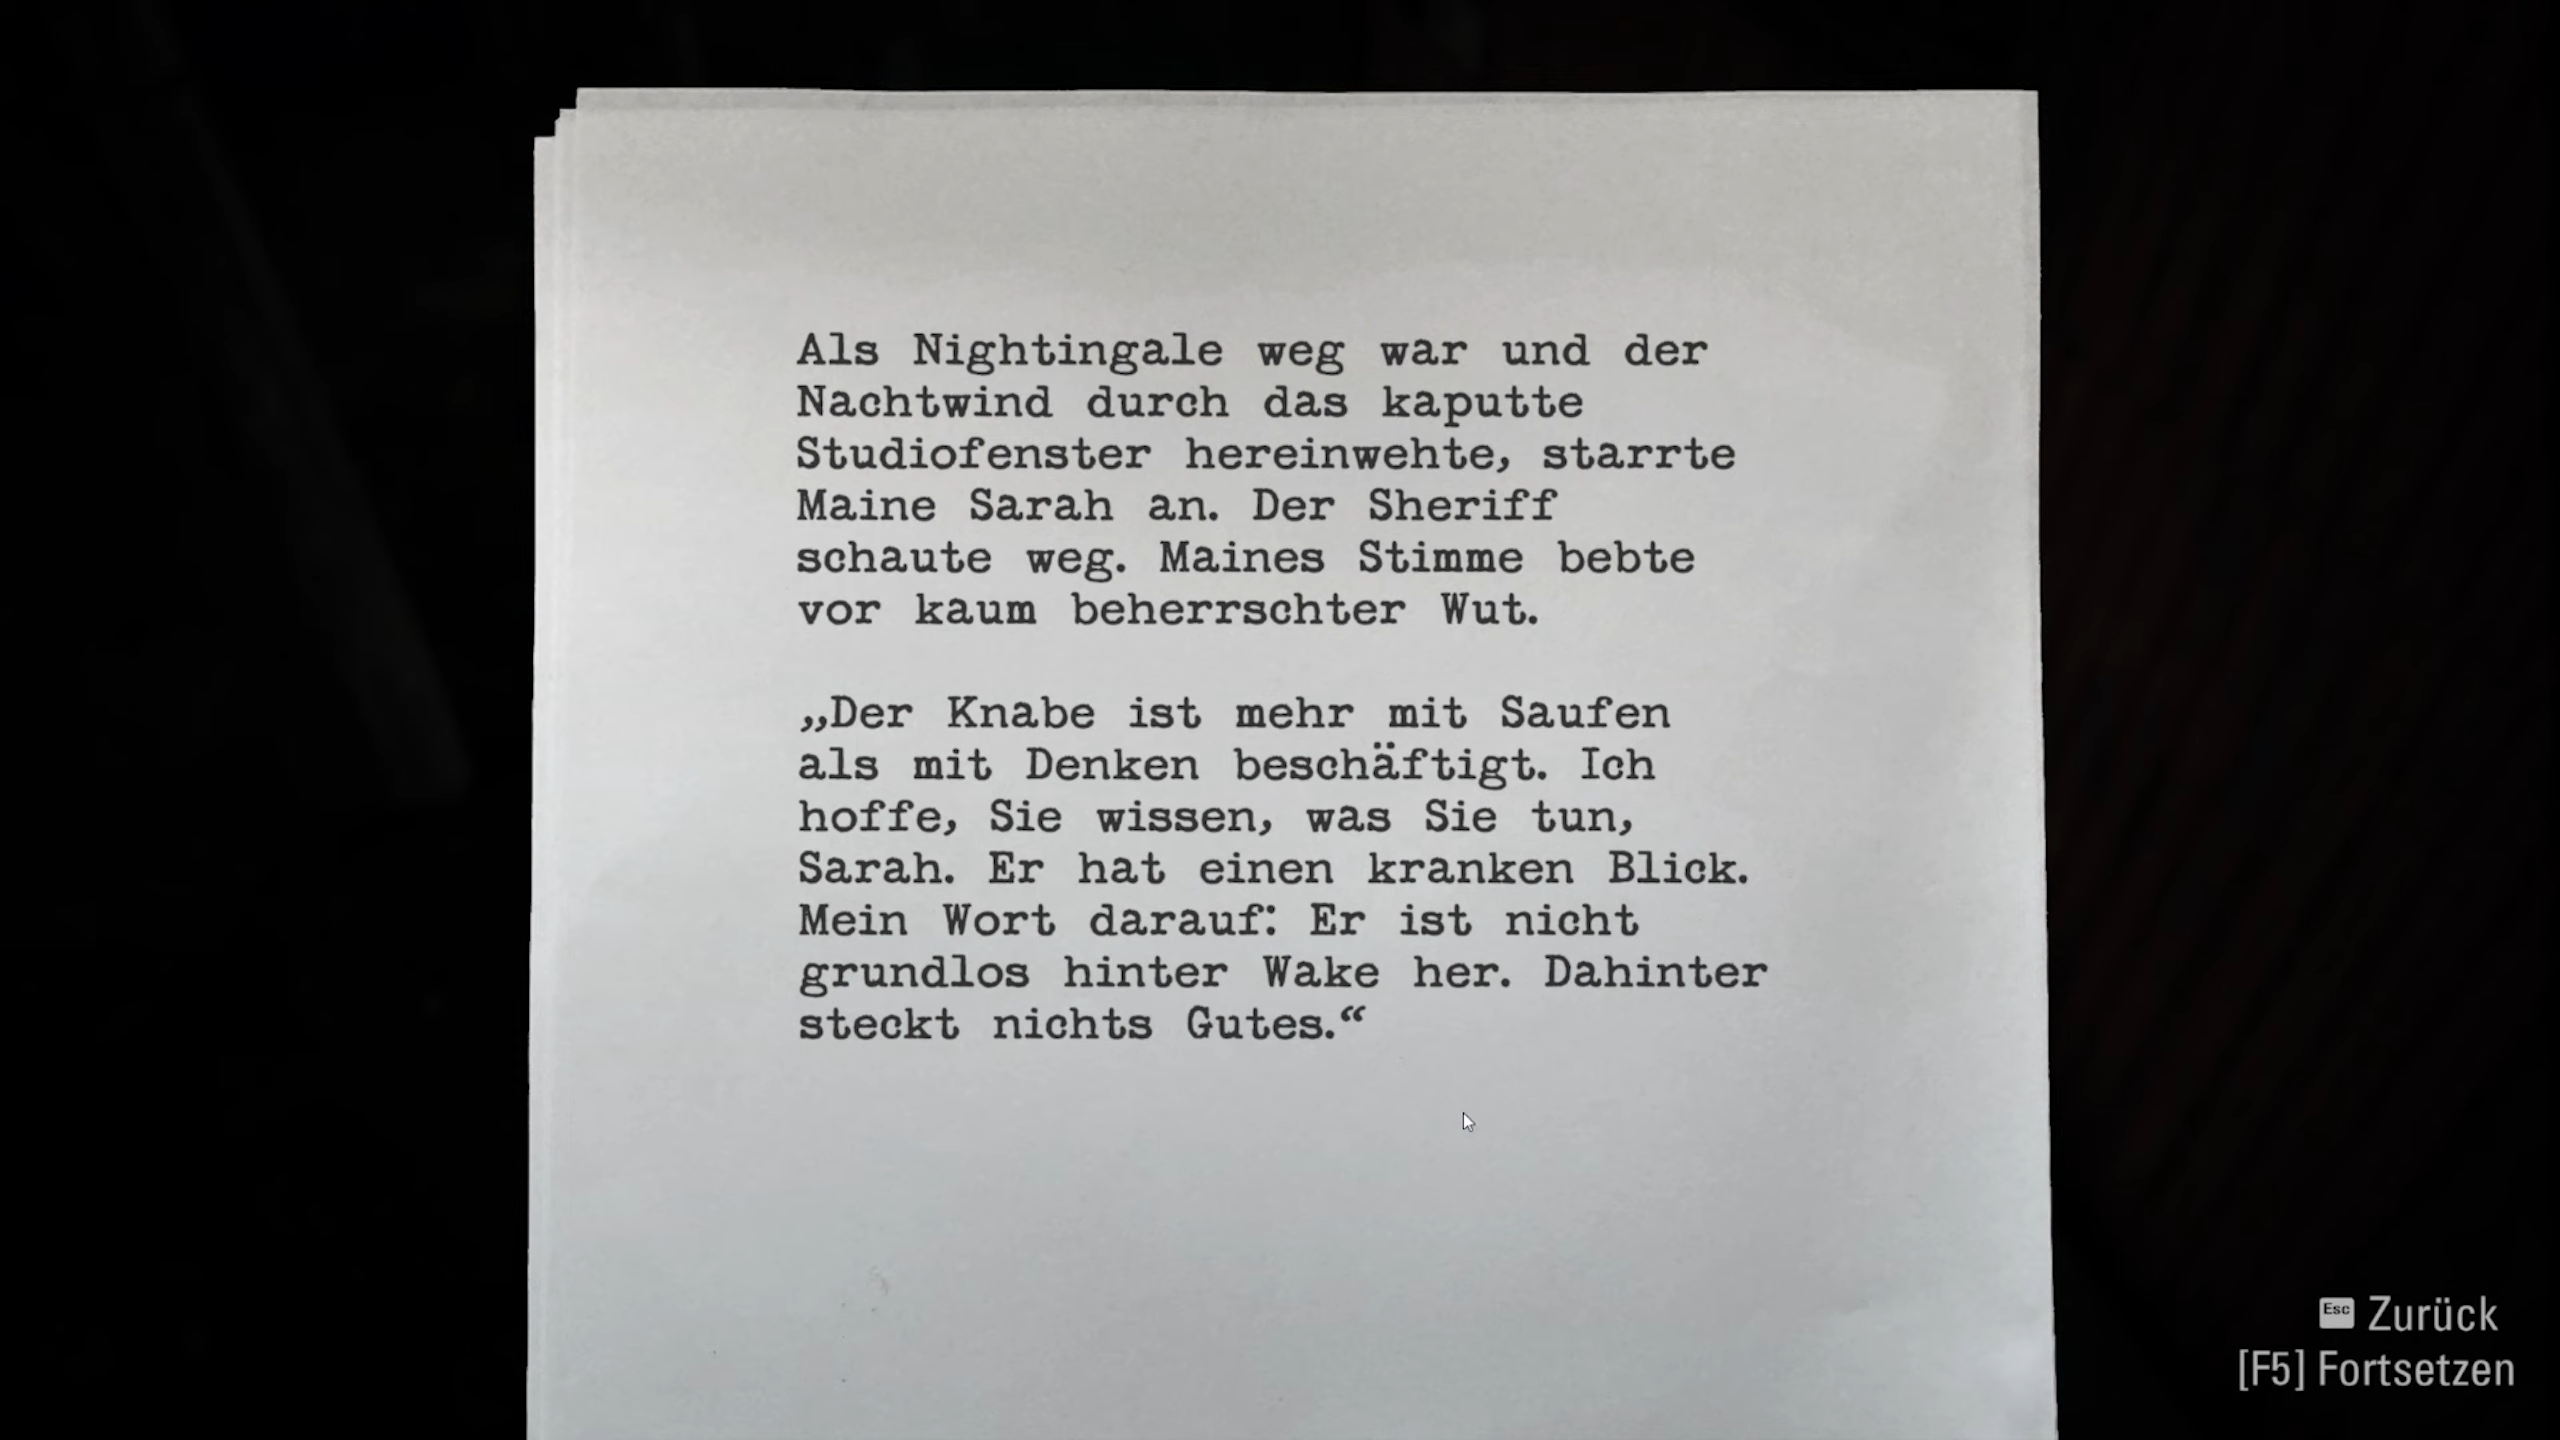 Als Nightingale weg war und der
Nachtwind durch das kaputte
Studiofenster hereinwehte, starrte
Maine Sarah an. Der Sheriff
schaute weg. Maines Stimme bebte
vor kaum beherrschter Wut.
„Der Knabe ist mehr mit Saufen
als mit Denken beschäftigt. Ich
hoffe, Sie wissen, was Sie tun,
Sarah. Er hat einen kranken Blick.
Mein Wort darauf: Er ist nicht
grundlos hinter Wake her. Dahinter
steckt nichts Gutes.“
Esc Zurück
[F5] Fortsetzen